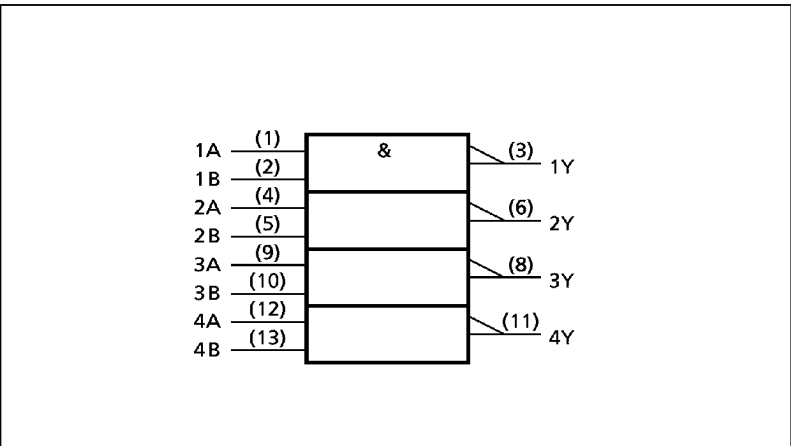 1A (1) & (3) 1Y
1B (2)
2A (4) (6) 2Y
2B (5)
3A (9) (8) 3Y
3B (10)
4A (12) (11) 4Y
4B (13)